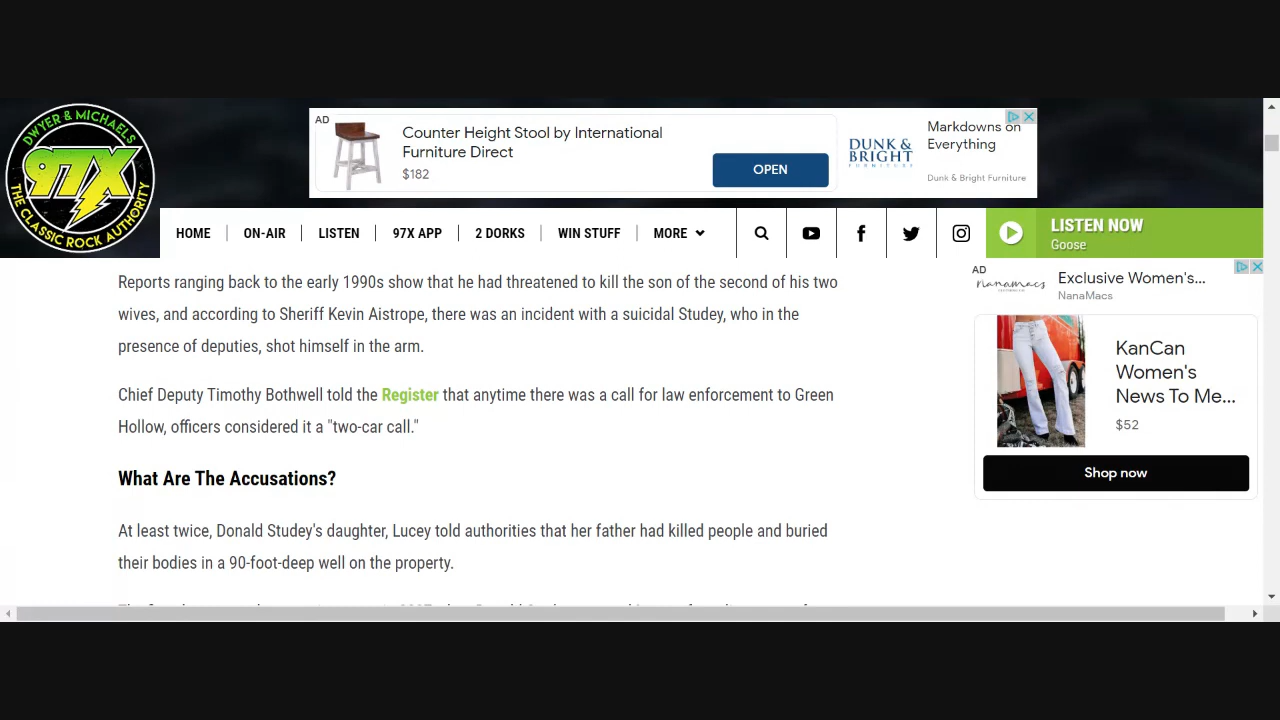 DWYER & MICHAELS
97X
THE CLASSIC ROCK AUTHORITY
AD
Counter Height Stool by International
Furniture Direct
$182
OPEN
DUNK &
BRIGHT
FURNITURE
Markdowns on
Everything
Dunk & Bright Furniture
HOME
ON-AIR
LISTEN
97X APP
2 DORKS
WIN STUFF
MORE
LISTEN NOW
Goose
Reports ranging back to the early 1990s show that he had threatened to kill the son of the second of his two
wives, and according to Sheriff Kevin Aistrope, there was an incident with a suicidal Studey, who in the
presence of deputies, shot himself in the arm.
Chief Deputy Timothy Bothwell told the Register that anytime there was a call for law enforcement to Green
Hollow, officers considered it a "two-car call."
What Are The Accusations?
At least twice, Donald Studey's daughter, Lucey told authorities that her father had killed people and buried
their bodies in a 90-foot-deep well on the property.
AD
nanamacs
Exclusive Women's...
NanaMacs
KanCan
Women's
News To Me...
$52
Shop now